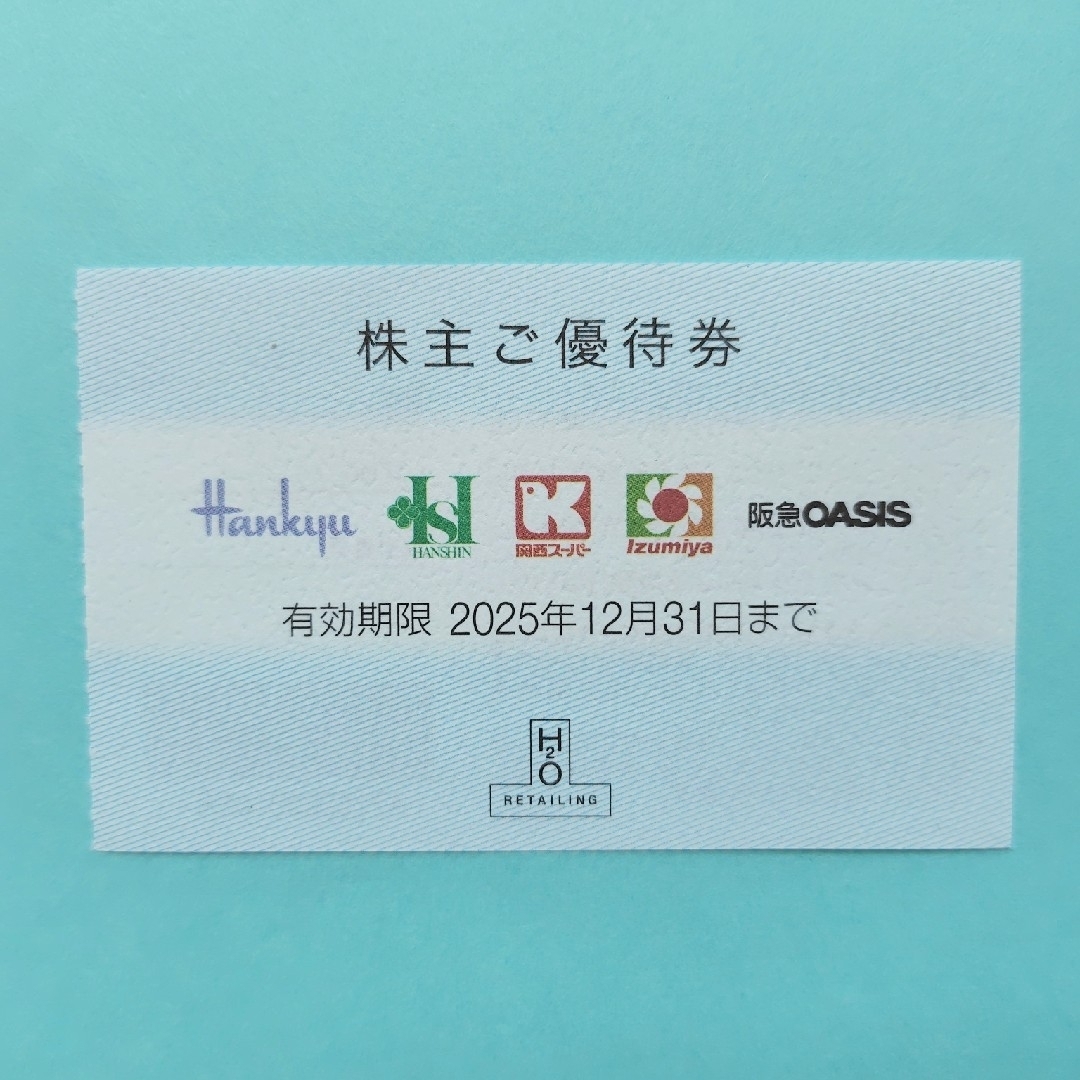 株主ご優待券
Hankyu HSI HANSHIN K 関西スーパー Izumiya 阪急OASIS
有効期限 2025年12月31日まで
H2O
RETAILING